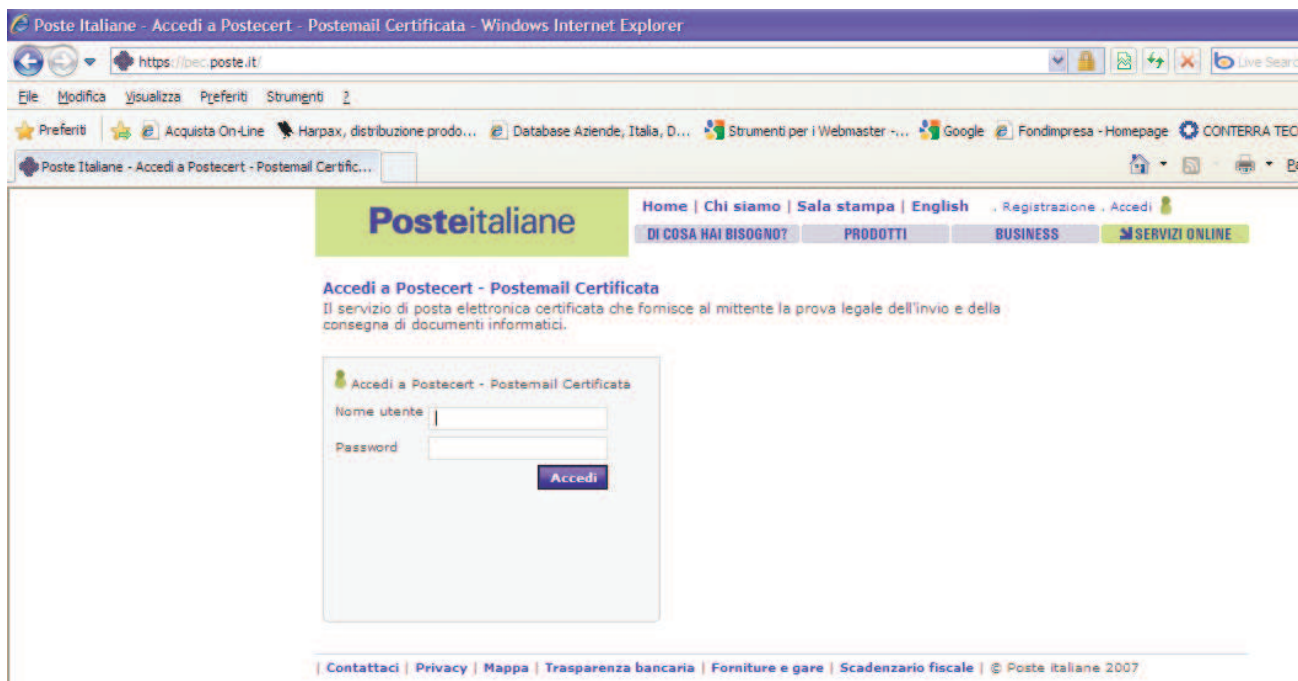 Poste Italiane - Accedi a Postecert - Postemail Certificata - Windows Internet Explorer
https://pec.poste.it/
Live Searc
File Modifica Visualizza Preferiti Strumenti ?
Preferiti Acquista On-Line Harpax, distribuzione prodo... Database Aziende, Italia, D... Strumenti per i Webmaster -... Google Fondimpresa - Homepage CONTERRA TEC
Poste Italiane - Accedi a Postecert - Postemail Certific...
Posteitaliane
Home | Chi siamo | Sala stampa | English . Registrazione . Accedi
DI COSA HAI BISOGNO? PRODOTTI BUSINESS SERVIZI ONLINE
Accedi a Postecert - Postemail Certificata
Il servizio di posta elettronica certificata che fornisce al mittente la prova legale dell'invio e della
consegna di documenti informatici.
Accedi a Postecert - Postemail Certificata
Nome utente
Password
Accedi
| Contattaci | Privacy | Mappa | Trasparenza bancaria | Forniture e gare | Scadenzario fiscale | © Poste italiane 2007